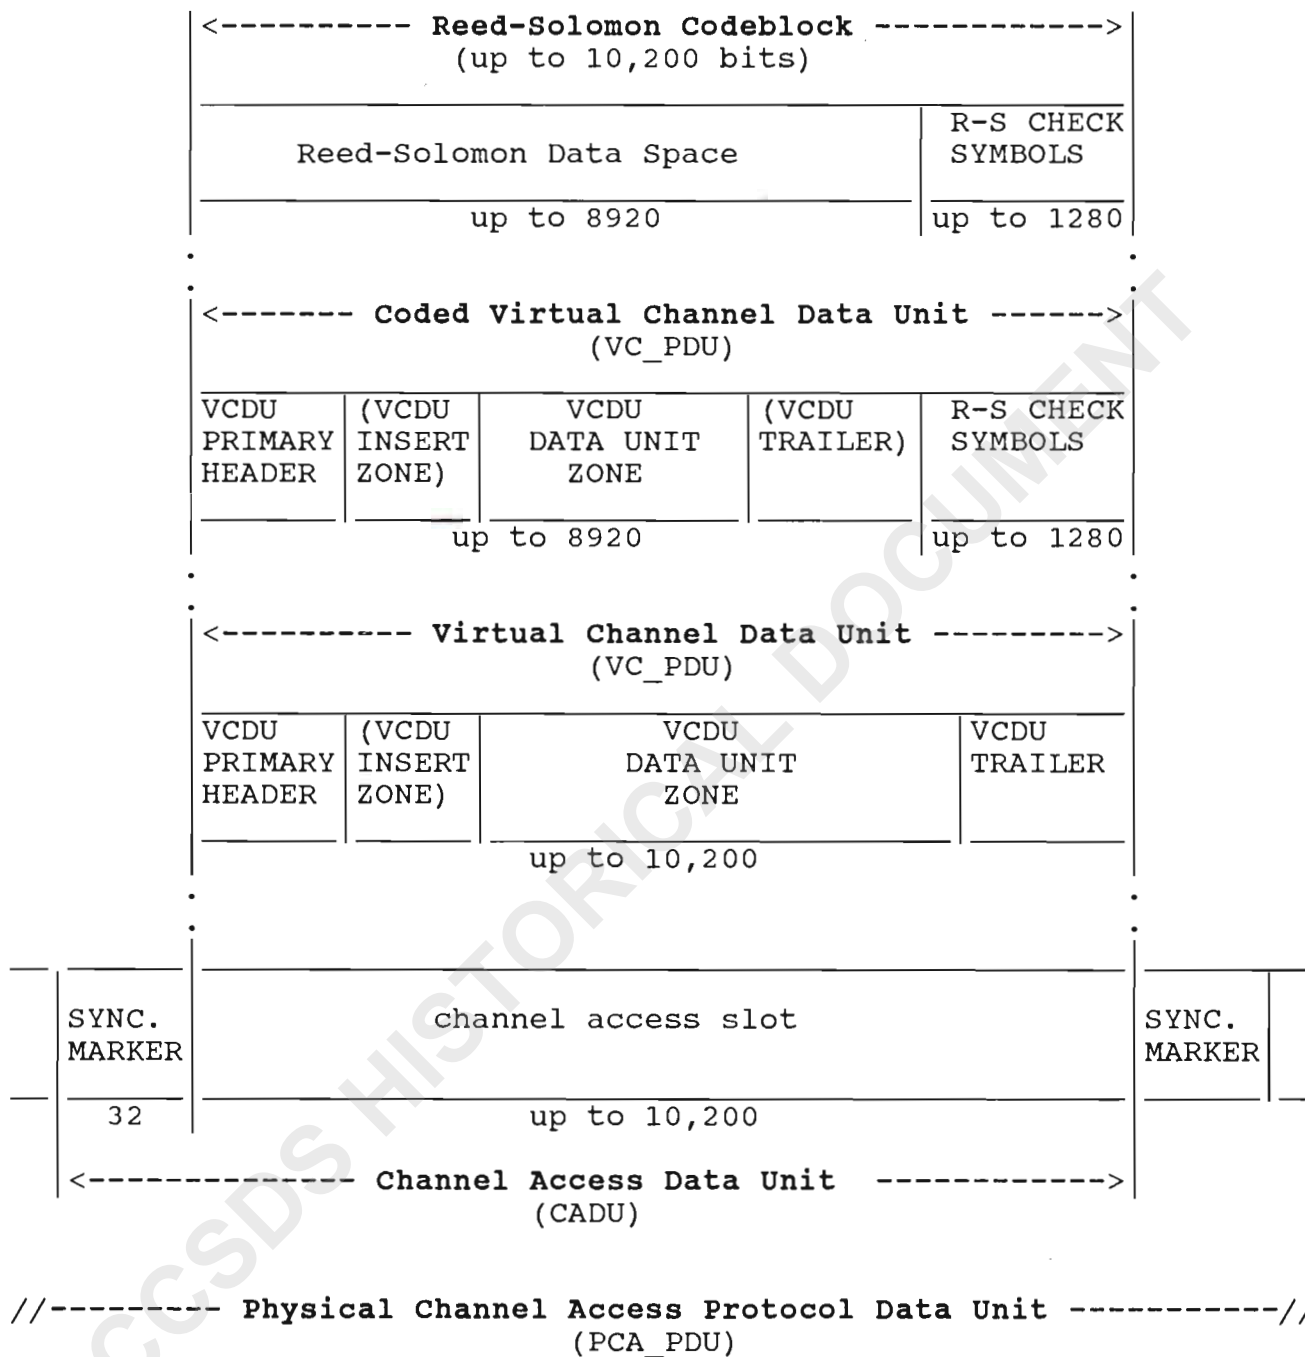 <---------- Reed-Solomon Codeblock ------------>
(up to 10,200 bits)
Reed-Solomon Data Space
R-S CHECK
SYMBOLS
up to 8920 up to 1280
<------- Coded Virtual Channel Data Unit ------>
(VC_PDU)
VCDU (VCDU VCDU (VCDU R-S CHECK
PRIMARY INSERT DATA UNIT TRAILER) SYMBOLS
HEADER ZONE) ZONE
up to 8920 up to 1280
<---------- Virtual Channel Data Unit --------->
(VC_PDU)
VCDU (VCDU VCDU VCDU
PRIMARY INSERT DATA UNIT TRAILER
HEADER ZONE) ZONE
up to 10,200
SYNC. channel access slot SYNC.
MARKER MARKER
32 up to 10,200
<-------------- Channel Access Data Unit ------------>
(CADU)
//--------- Physical Channel Access Protocol Data Unit -----------//
(PCA_PDU)
CCSDS HISTORICAL DOCUMENT